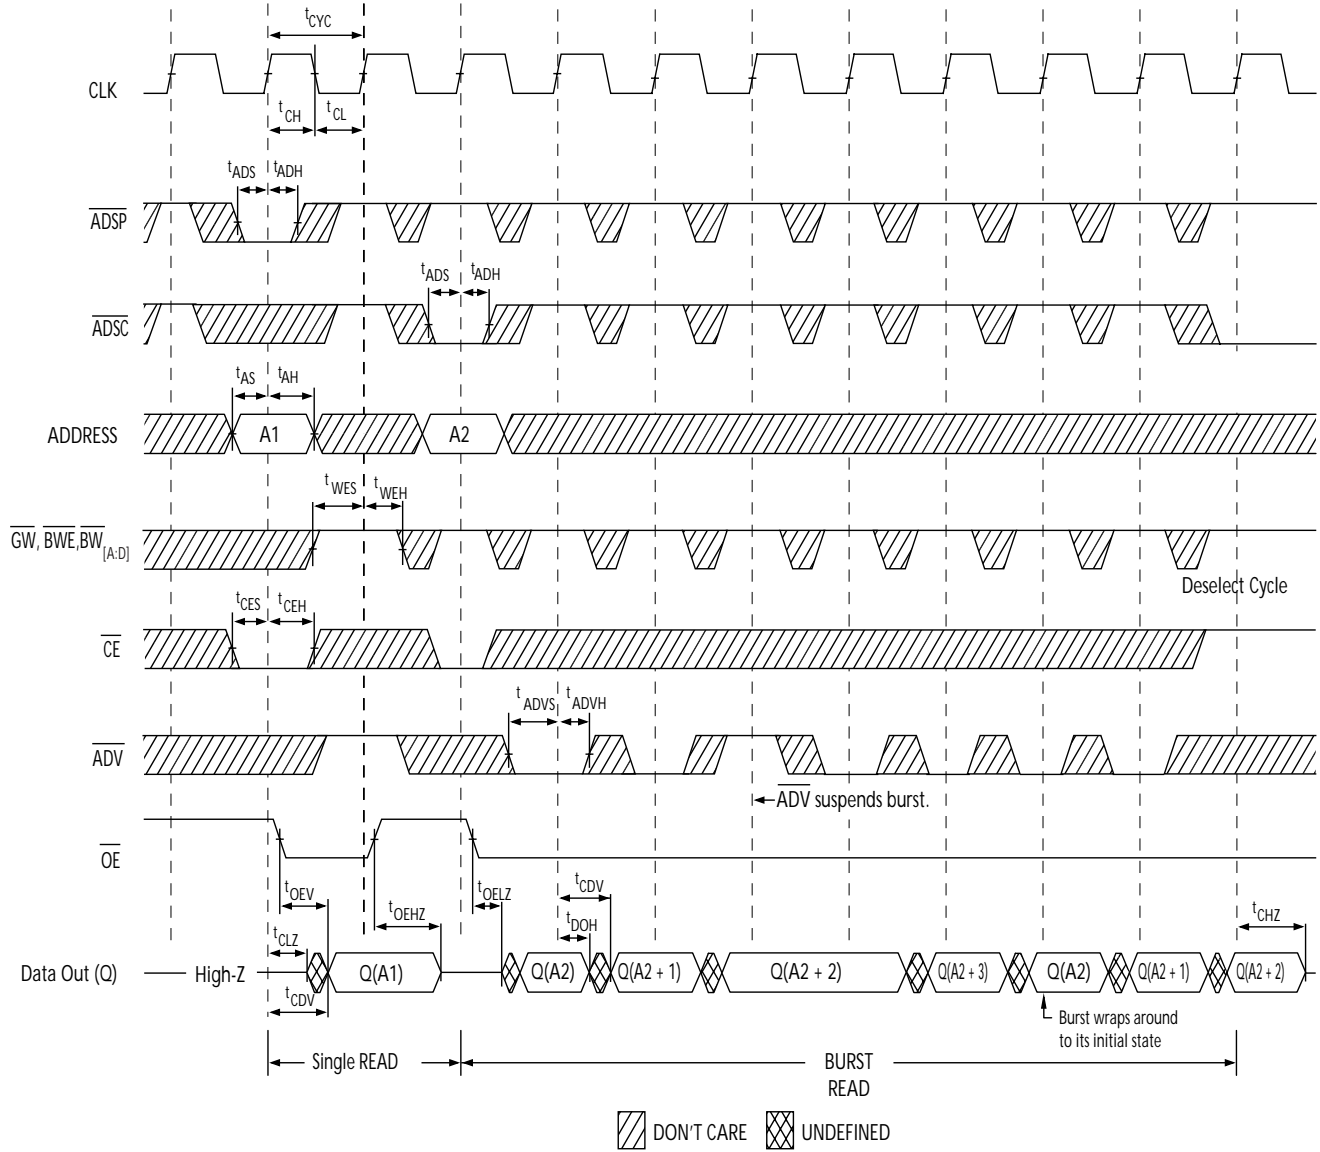 tCYC
CLK
tCH
tCL
tADS
tADH
ADSP
tADS
tADH
ADSC
tAS
tAH
ADDRESS
A1
A2
tWES
tWEH
GW, BWE,BW[A:D]
Deselect Cycle
tCES
tCEH
CE
tADVS
tADVH
ADV
ADV suspends burst.
OE
tOEV
tOEHZ
tOELZ
tCDV
tDOH
tCLZ
tCHZ
Data Out (Q)
High-Z
Q(A1)
Q(A2)
Q(A2 + 1)
Q(A2 + 2)
Q(A2 + 3)
Q(A2)
Q(A2 + 1)
Q(A2 + 2)
tCDV
Burst wraps around
to its initial state
Single READ
BURST
READ
DON'T CARE
UNDEFINED